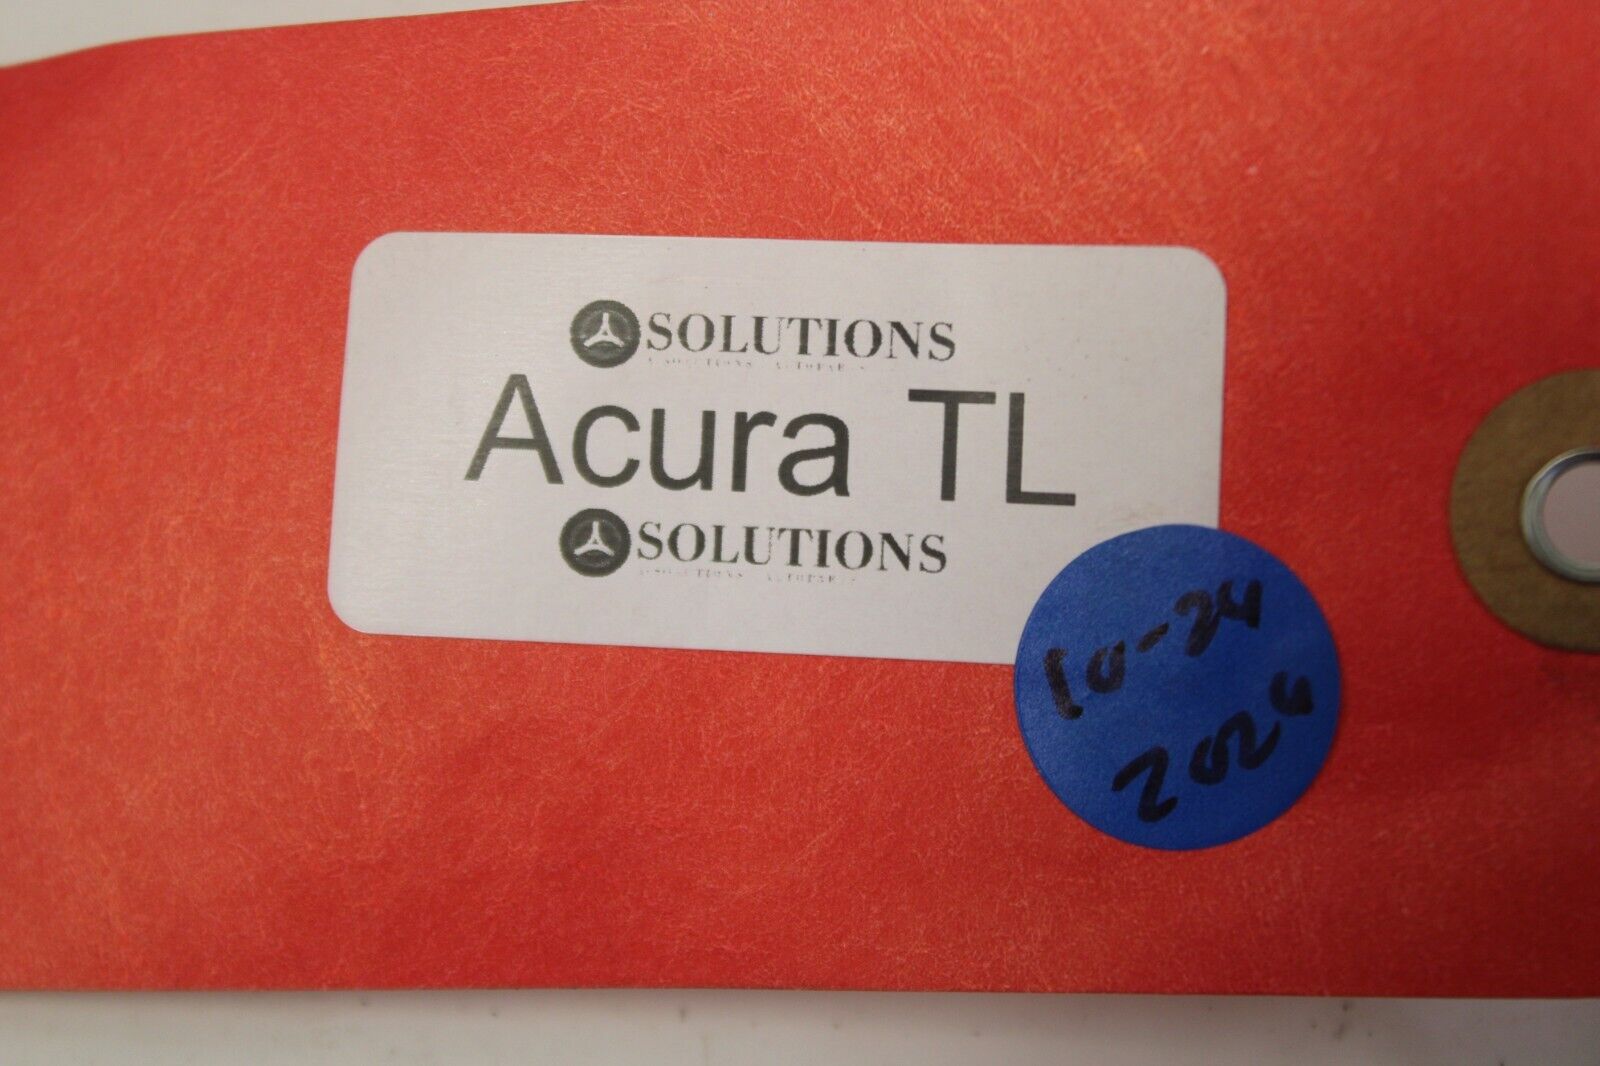 SOLUTIONS
Acura TL
SOLUTIONS
10-24
2026